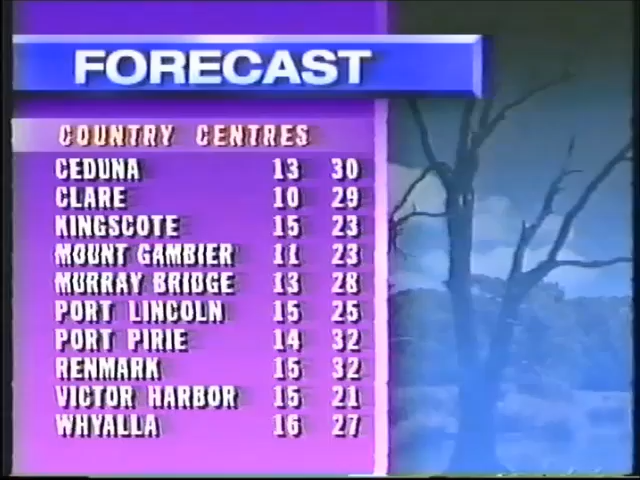 FORECAST
COUNTRY CENTRES
CEDUNA 13 30
CLARE 10 29
KINGSCOTE 15 23
MOUNT GAMBIER 11 23
MURRAY BRIDGE 13 28
PORT LINCOLN 15 25
PORT PIRIE 14 32
RENMARK 15 32
VICTOR HARBOR 15 21
WHYALLA 16 27